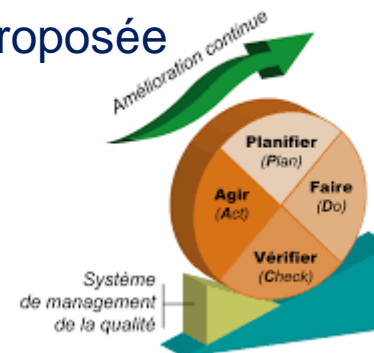 roposée
Amélioration continue
Planifier
(Plan)
Agir
(Act)
Faire
(Do)
Vérifier
(Check)
Système
de management
de la qualité